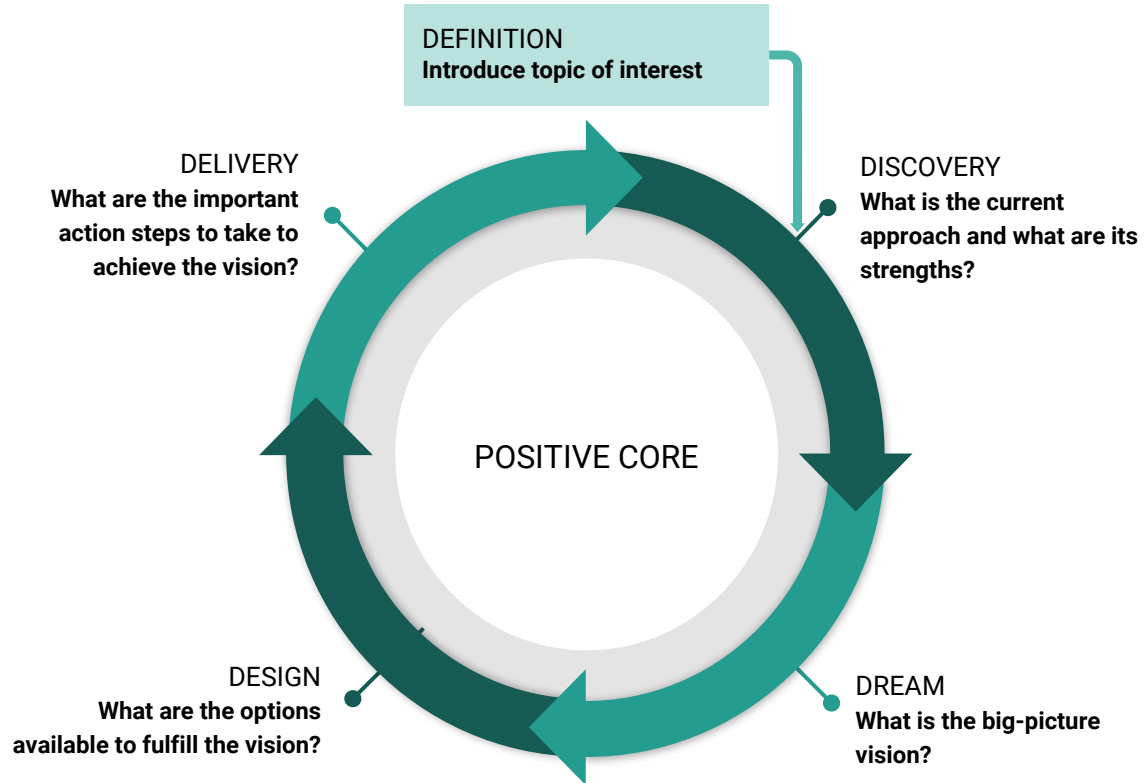 DEFINITION
Introduce topic of interest
DELIVERY
What are the important
action steps to take to
achieve the vision?
DISCOVERY
What is the current
approach and what are its
strengths?
POSITIVE CORE
DESIGN
What are the options
available to fulfill the vision?
DREAM
What is the big-picture
vision?